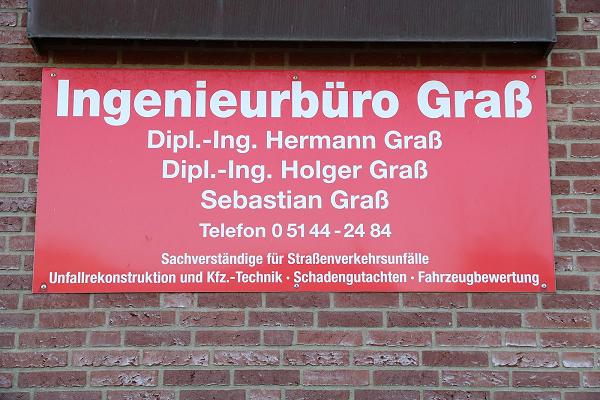 Ingenieurbüro Graß
Dipl.-Ing. Hermann Graß
Dipl.-Ing. Holger Graß
Sebastian Graß
Telefon 0 51 44 - 24 84
Sachverständige für Straßenverkehrsunfälle
Unfallrekonstruktion und Kfz.-Technik · Schadengutachten · Fahrzeugbewertung